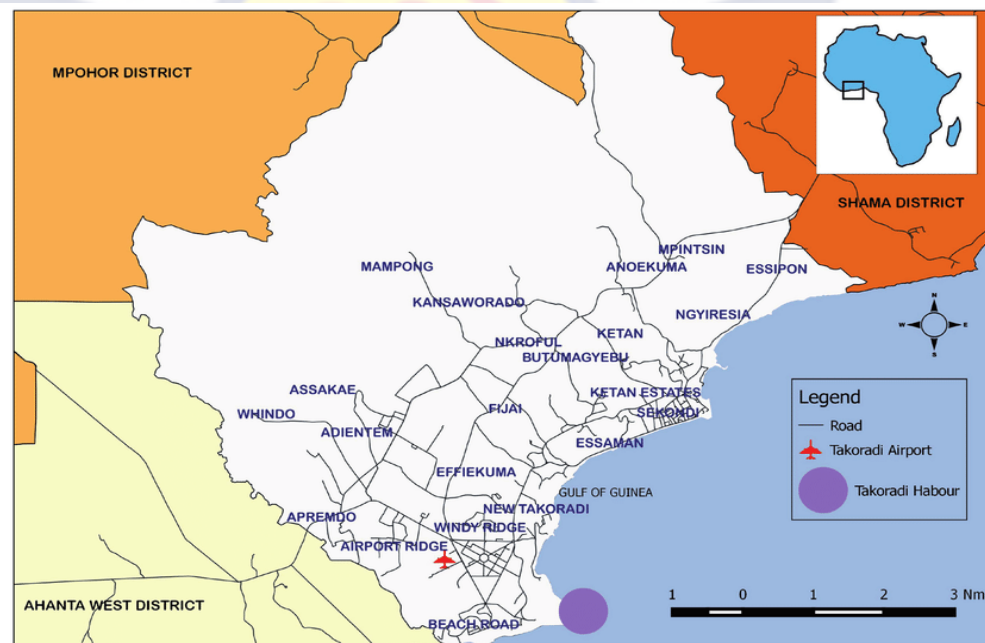 MPOHOR DISTRICT
SHAMA DISTRICT
MPINTSIN
MAMPONG
ANOEKUMA
ESSIPON
KANSAWORADO
NGYIRESIA
N
W
E
S
KETAN
NKROFUL
BUTUMAGYEBU
ASSAKAE
KETAN ESTATES
WHINDO
FIJAI
SEKONDI
ADIENTEM
ESSAMAN
EFFIEKUMA
GULF OF GUINEA
NEW TAKORADI
APREMDO
WINDY RIDGE
AIRPORT RIDGE
AHANTA WEST DISTRICT
BEACH ROAD
Legend
Road
Takoradi Airport
Takoradi Habour
1 0 1 2 3 Nm